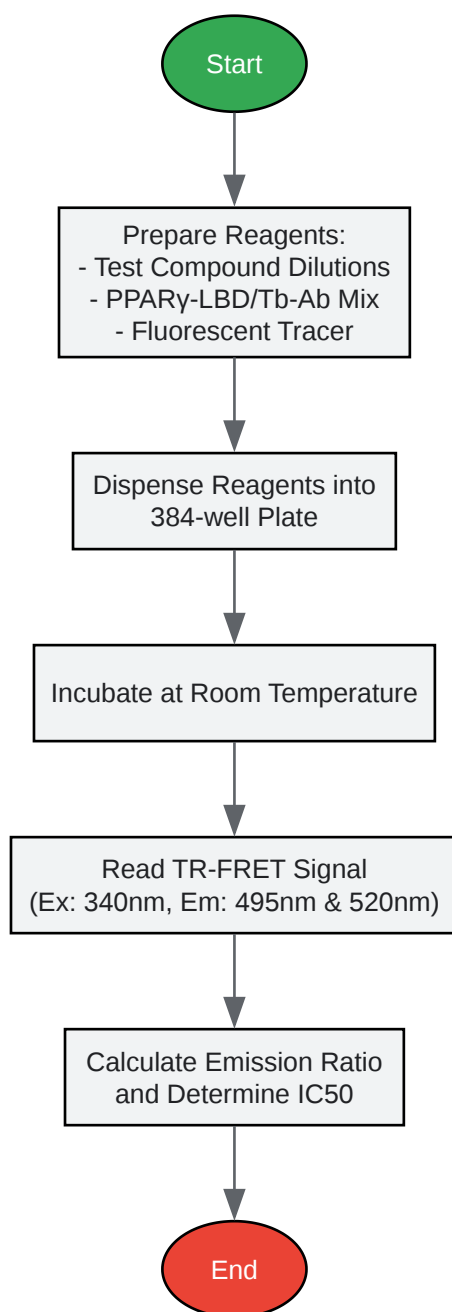 Start
Prepare Reagents:
- Test Compound Dilutions
- PPARγ-LBD/Tb-Ab Mix
- Fluorescent Tracer
Dispense Reagents into
384-well Plate
Incubate at Room Temperature
Read TR-FRET Signal
(Ex: 340nm, Em: 495nm & 520nm)
Calculate Emission Ratio
and Determine IC50
End